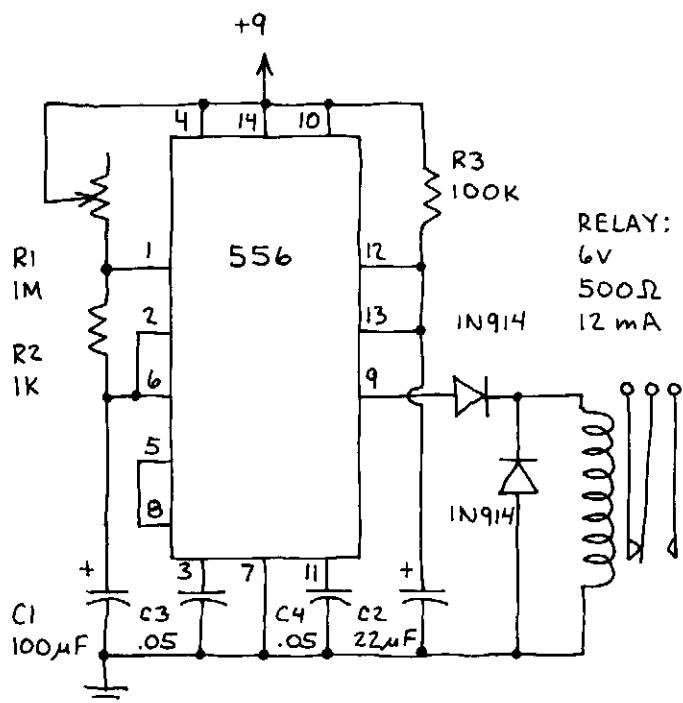 +9
4 14 10
R1
1M
R2
1K
1
2
6
5
8
556
12
13
9
R3
100K
1N914
1N914
RELAY:
6V
500Ω
12 mA
+ 3 7 11 +
C1
100µF
C3
.05
C4
.05
C2
22µF